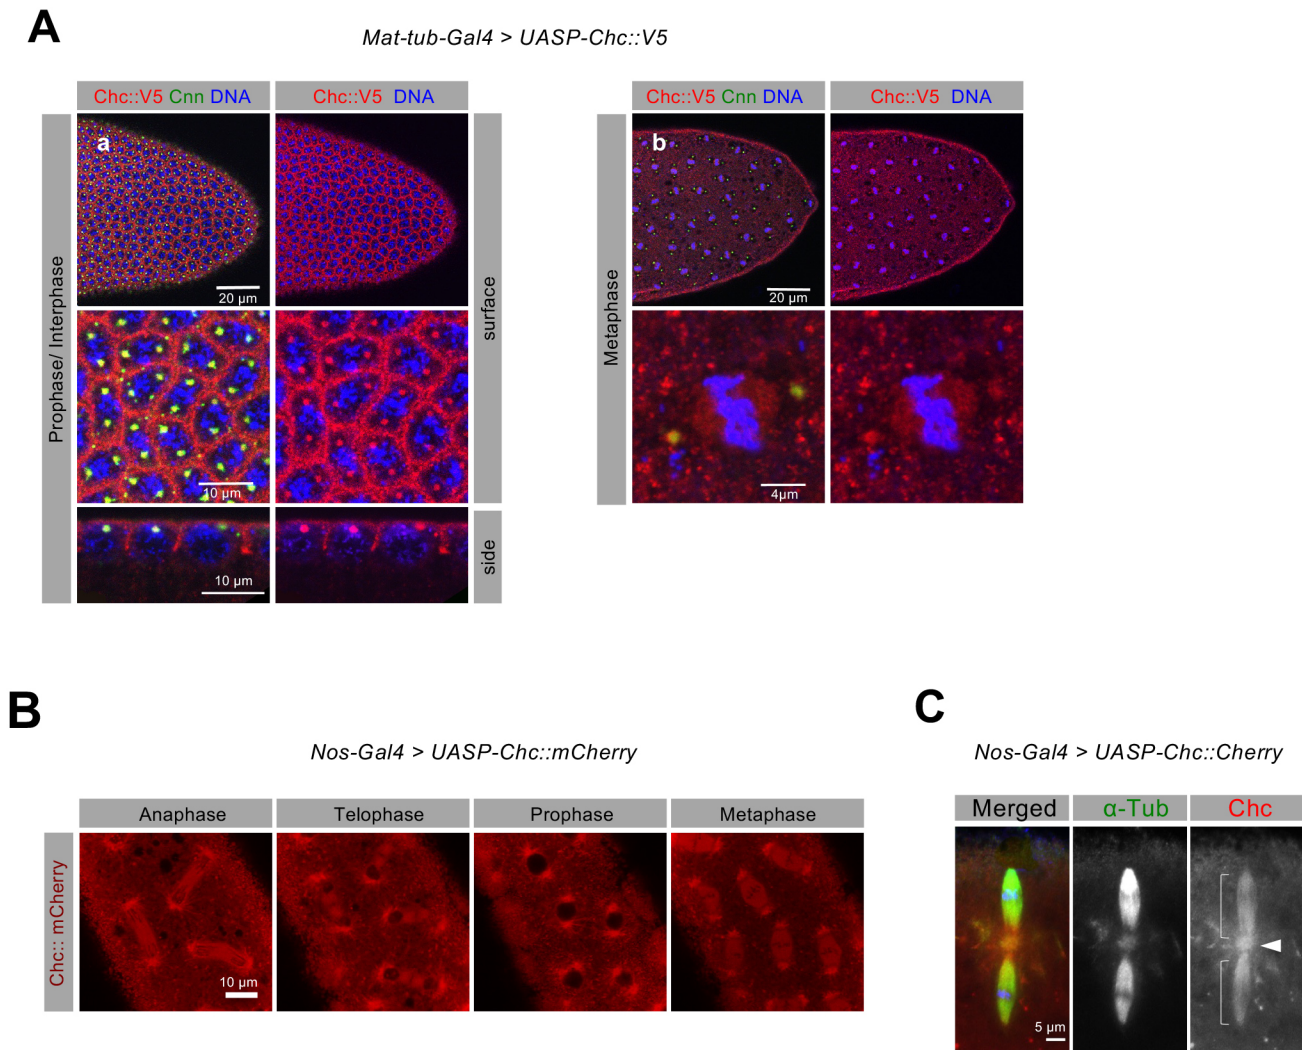 A
Mat-tub-Gal4 > UASP-Chc::V5
Chc::V5 Cnn DNA
Chc::V5 DNA
Prophase/ Interphase
a
20 µm
10 µm
surface
10 µm
side
Chc::V5 Cnn DNA
Chc::V5 DNA
Metaphase
b
20 µm
4µm
B
Nos-Gal4 > UASP-Chc::mCherry
Anaphase
Telophase
Prophase
Metaphase
Chc:: mCherry
10 µm
C
Nos-Gal4 > UASP-Chc::Cherry
Merged
α-Tub
Chc
5 µm